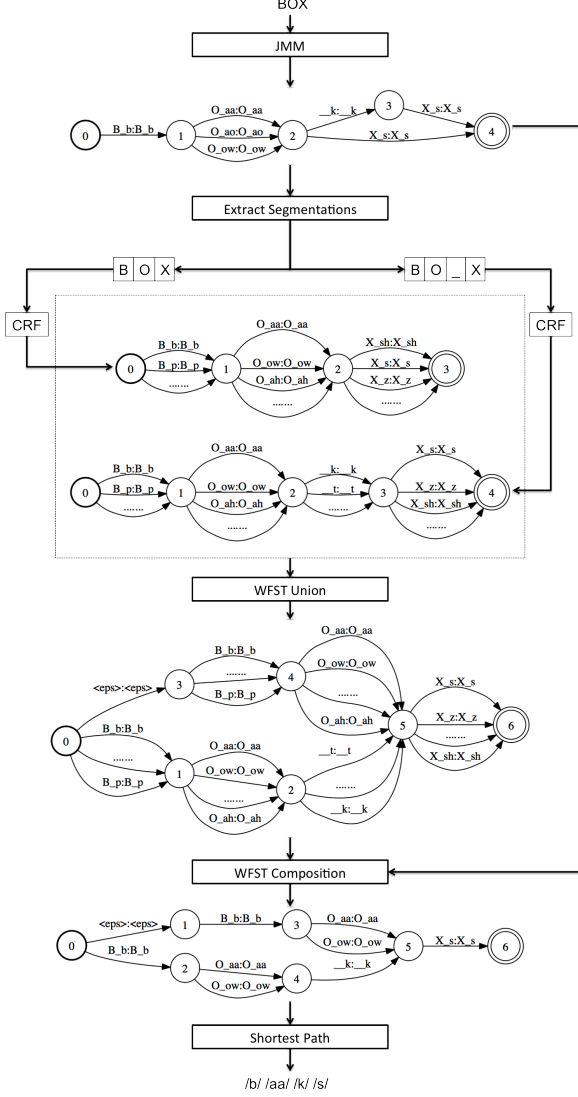 BOX
JMM
O_aa:O_aa
B_b:B_b
O_ao:O_ao
O_ow:O_ow
__k:__k
X_s:X_s
X_s:X_s
0
1
2
3
4
Extract Segmentations
B O X
B O _ X
CRF
CRF
O_aa:O_aa
B_b:B_b
X_sh:X_sh
B_p:B_p
O_ow:O_ow
X_s:X_s
.......
O_ah:O_ah
X_z:X_z
.......
.......
0
1
2
3
O_aa:O_aa
X_s:X_s
B_b:B_b
__k:__k
B_p:B_p
O_ow:O_ow
__t:__t
X_z:X_z
.......
O_ah:O_ah
.......
X_sh:X_sh
.......
.......
0
1
2
3
4
WFST Union
O_aa:O_aa
B_b:B_b
O_ow:O_ow
.......
.......
B_p:B_p
O_ah:O_ah
<eps>:<eps>
X_s:X_s
X_z:X_z
.......
X_sh:X_sh
B_b:B_b
.......
B_p:B_p
O_aa:O_aa
O_ow:O_ow
.......
O_ah:O_ah
__t:__t
.......
__k:__k
0
3
4
5
6
1
2
WFST Composition
<eps>:<eps>
B_b:B_b
O_aa:O_aa
O_ow:O_ow
X_s:X_s
B_b:B_b
O_aa:O_aa
O_ow:O_ow
__k:__k
0
1
3
5
6
2
4
Shortest Path
/b/ /aa/ /k/ /s/